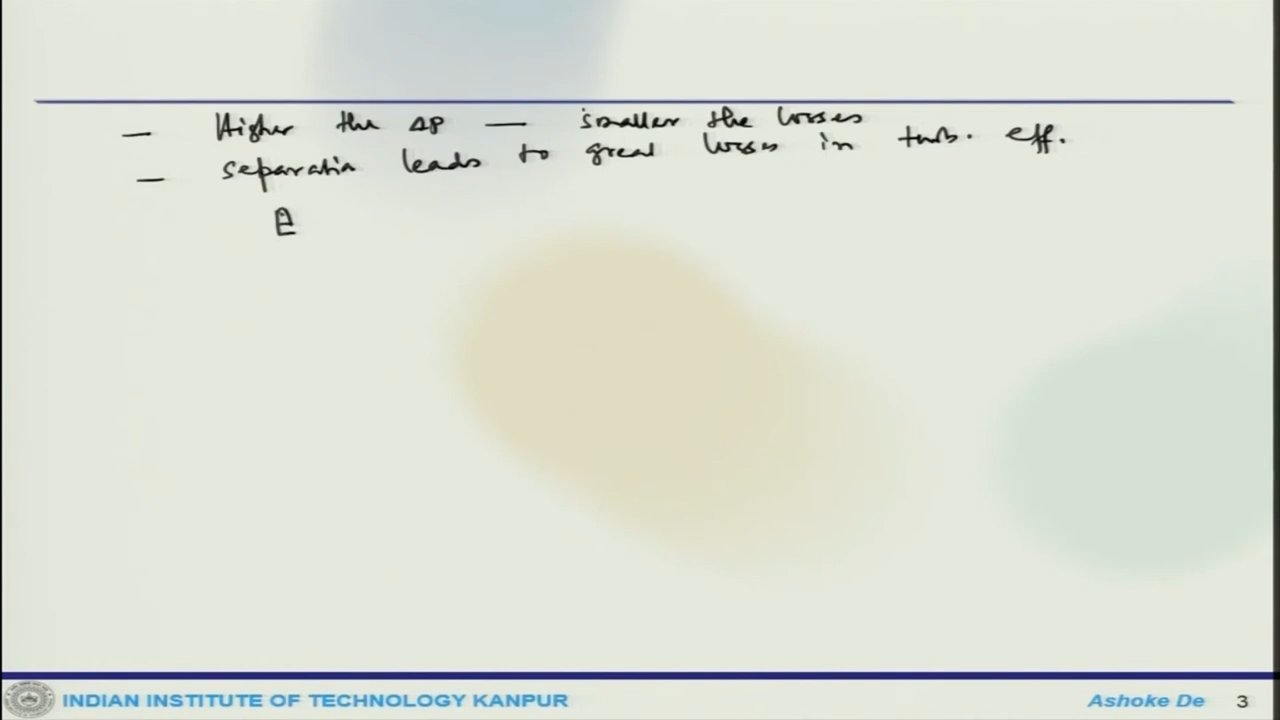 — Higher the ΔP — smaller the losses
— separatin leads to great losses in turb. eff.
INDIAN INSTITUTE OF TECHNOLOGY KANPUR
Ashoke De 3